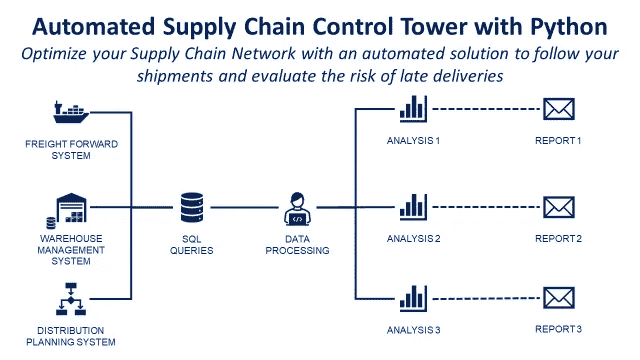 Automated Supply Chain Control Tower with Python
Optimize your Supply Chain Network with an automated solution to follow your
shipments and evaluate the risk of late deliveries
FREIGHT FORWARD
SYSTEM
WAREHOUSE
MANAGEMENT
SYSTEM
DISTRIBUTION
PLANNING SYSTEM
SQL
QUERIES
DATA
PROCESSING
ANALYSIS 1
REPORT 1
ANALYSIS 2
REPORT 2
ANALYSIS 3
REPORT 3